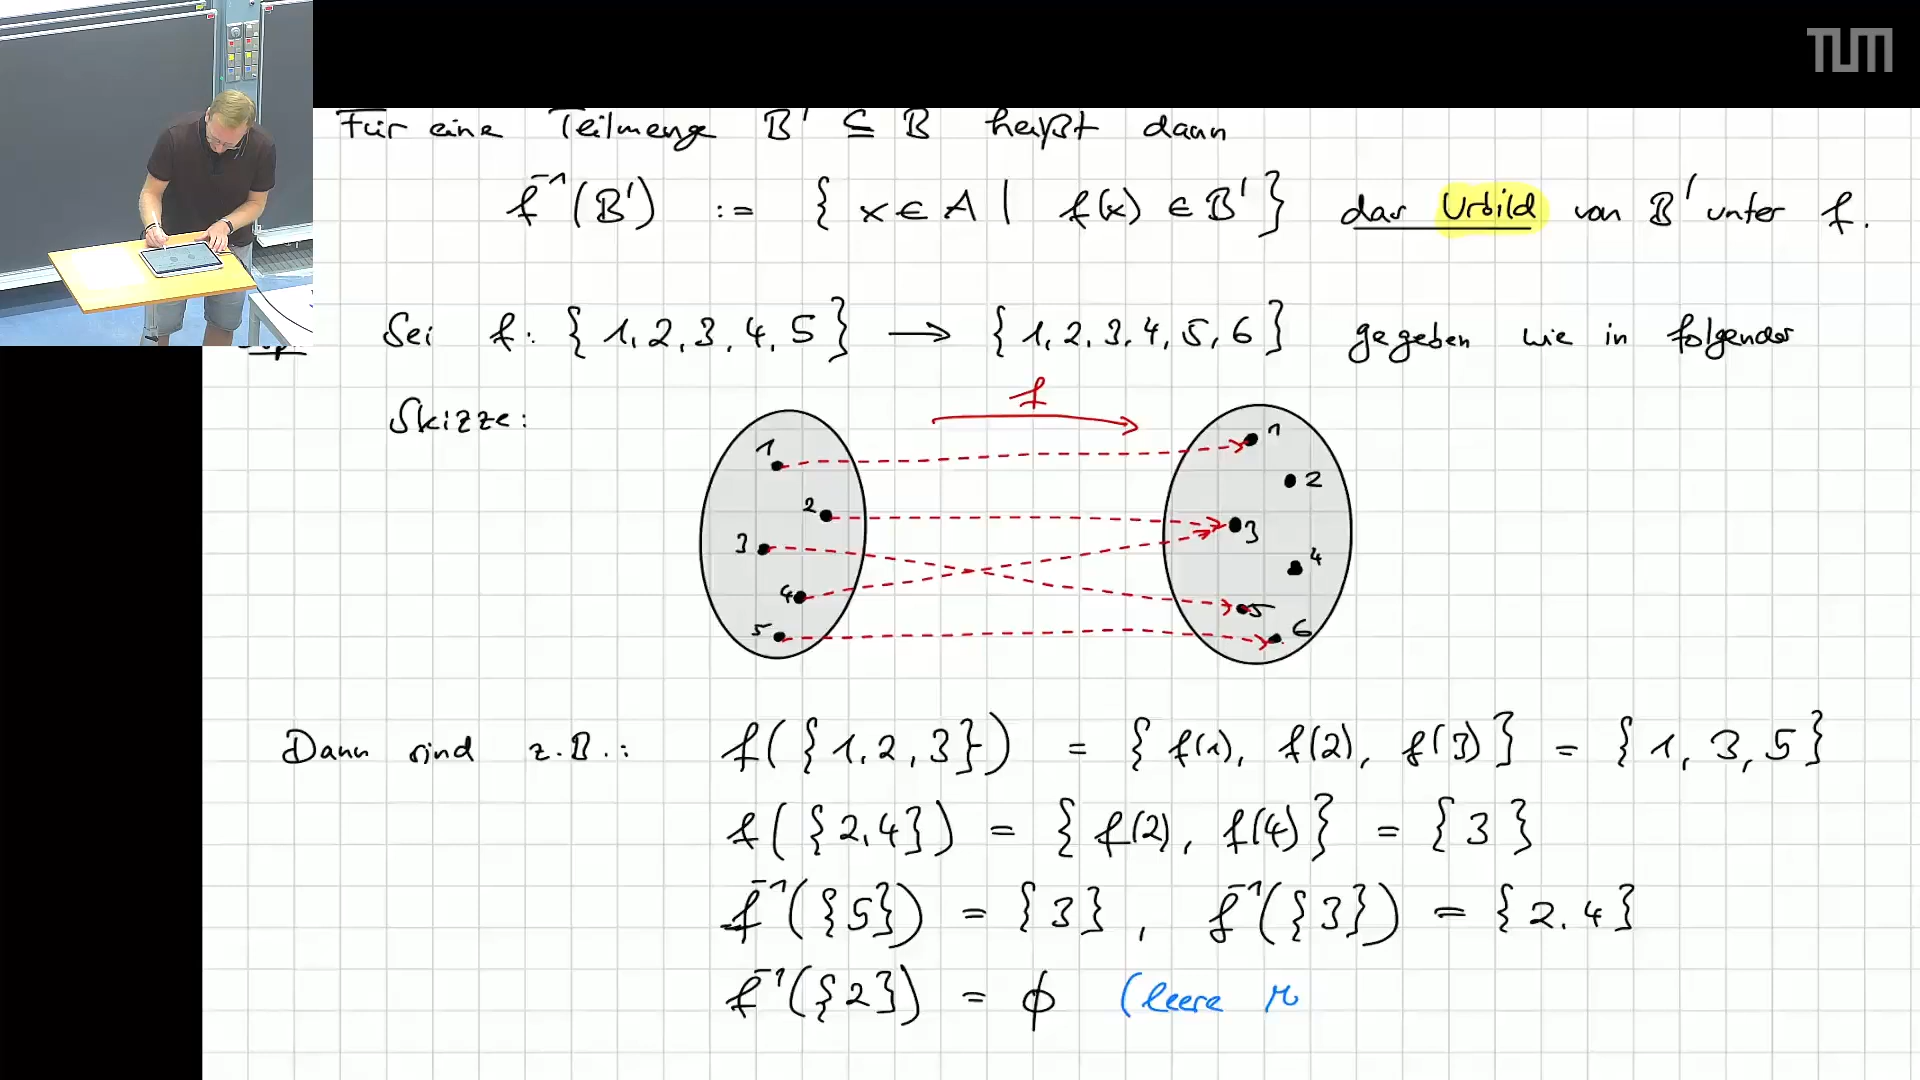 TUM
Für eine Teilmenge B' ⊆ B heißt dann
f⁻¹(B') := { x ∈ A | f(x) ∈ B' } das Urbild von B' unter f.
Sei f: { 1, 2, 3, 4, 5 } → { 1, 2, 3, 4, 5, 6 } gegeben wie in folgender
Skizze:
f
1
2
3
4
5
1
2
3
4
5
6
Dann sind z.B.: f({1, 2, 3}) = { f(1), f(2), f(3) } = { 1, 3, 5 }
f({2, 4}) = { f(2), f(4) } = { 3 }
f⁻¹({5}) = { 3 } , f⁻¹({3}) = { 2, 4 }
f⁻¹({2}) = ϕ (leere M